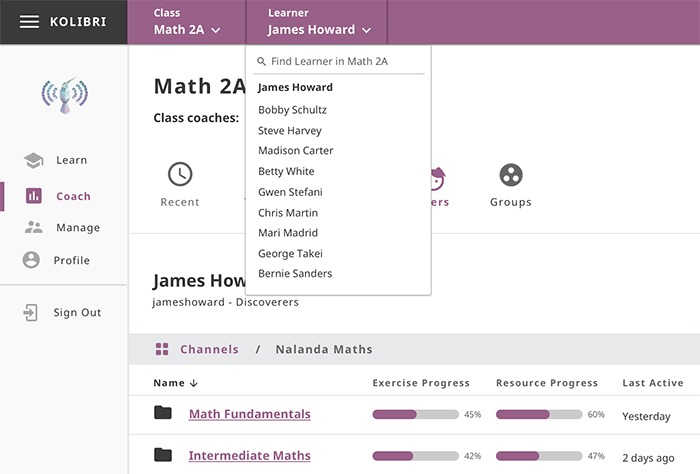 KOLIBRI
Class
Math 2A
Learner
James Howard
Find Learner in Math 2A
James Howard
Bobby Schultz
Steve Harvey
Madison Carter
Betty White
Gwen Stefani
Chris Martin
Mari Madrid
George Takei
Bernie Sanders
Learn
Coach
Manage
Profile
Sign Out
Math 2A
Class coaches:
Recent
ers
Groups
James How
jameshoward - Discoverers
Channels / Nalanda Maths
Name Exercise Progress Resource Progress Last Active
Math Fundamentals 45% 60% Yesterday
Intermediate Maths 42% 47% 2 days ago